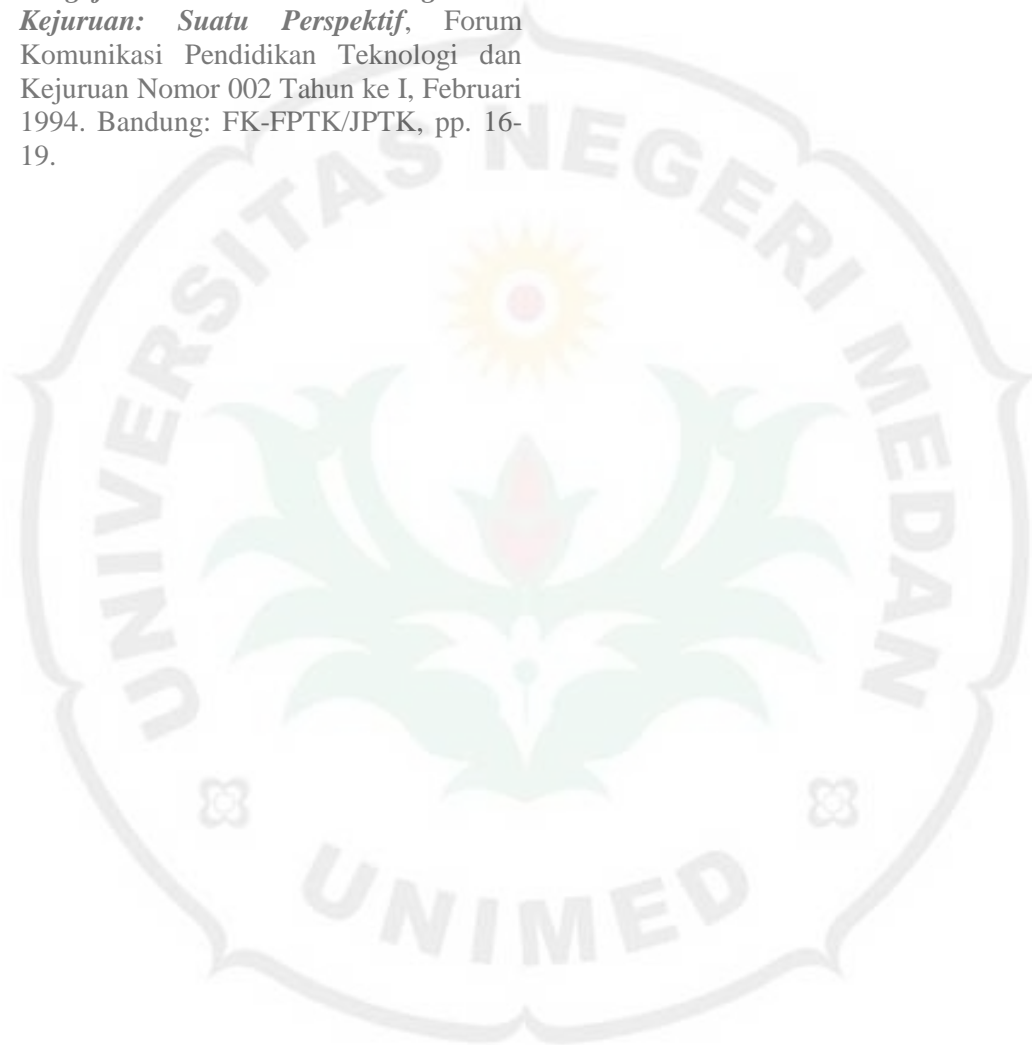 Kejuruan: Suatu Perspektif, Forum
Komunikasi Pendidikan Teknologi dan
Kejuruan Nomor 002 Tahun ke I, Februari
1994. Bandung: FK-FPTK/JPTK, pp. 16-
19.
UNIVERSITAS NEGERI MEDAN
UNIMED